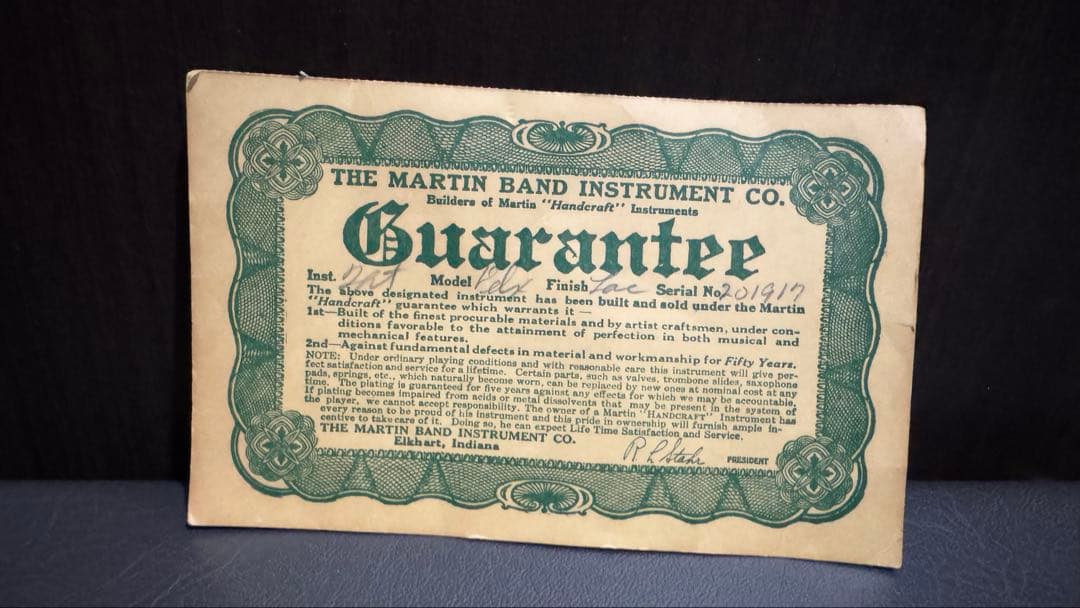 THE MARTIN BAND INSTRUMENT CO.
Builders of Martin "Handcraft" Instruments
Guarantee
Inst. Model Finish Lac Serial No. 201917
The above designated instrument has been built and sold under the Martin
"Handcraft" guarantee which warrants it —
1st—Built of the finest procurable materials and by artist craftsmen, under con-
ditions favorable to the attainment of perfection in both musical and
mechanical features.
2nd—Against fundamental defects in material and workmanship for Fifty Years.
NOTE: Under ordinary playing conditions and with reasonable care this instrument will give per-
fect satisfaction and service for a lifetime. Certain parts, such as valves, trombone slides, saxophone
pads, springs, etc., which naturally become worn, can be replaced by new ones at nominal cost at any
time. The plating is guaranteed for five years against any effects for which we may be accountable.
If plating becomes impaired from acids or metal dissolvents that may be present in the system of
the player, we cannot accept responsibility. The owner of a Martin "HANDCRAFT" Instrument has
every reason to be proud of his instrument and this pride in ownership will furnish ample in-
centive to take care of it. Doing so, he can expect Life Time Satisfaction and Service.
THE MARTIN BAND INSTRUMENT CO.
Elkhart, Indiana
R L Stahr PRESIDENT